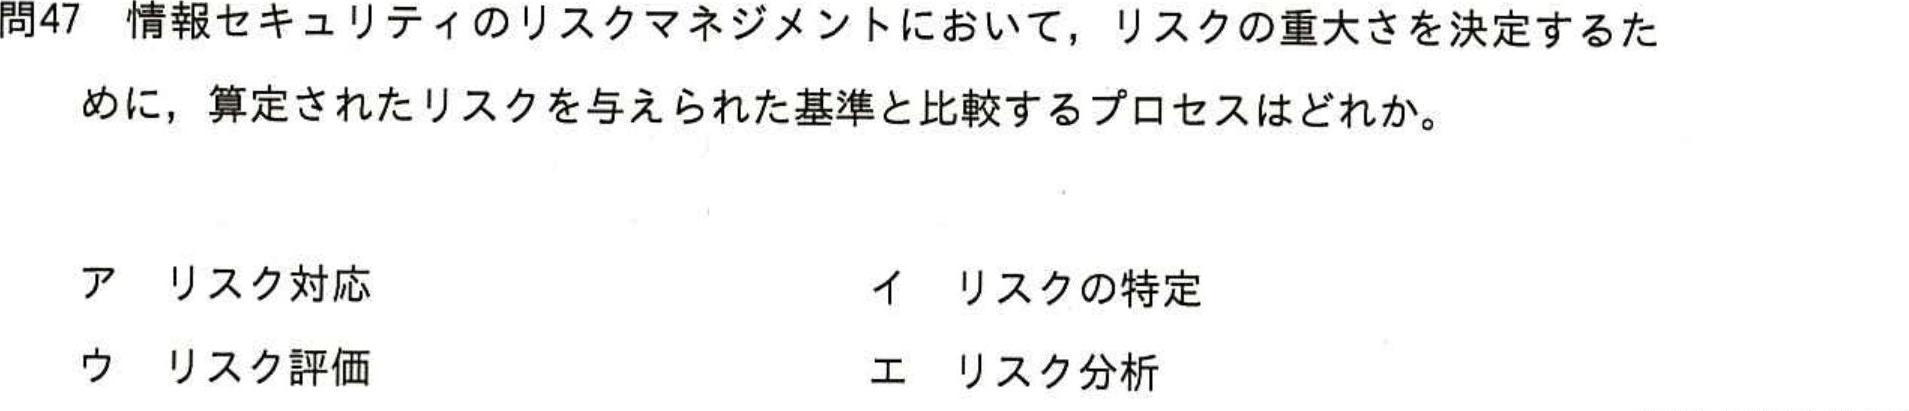 問47 情報セキュリティのリスクマネジメントにおいて，リスクの重大さを決定するた
めに，算定されたリスクを与えられた基準と比較するプロセスはどれか。
ア リスク対応 イ リスクの特定
ウ リスク評価 エ リスク分析